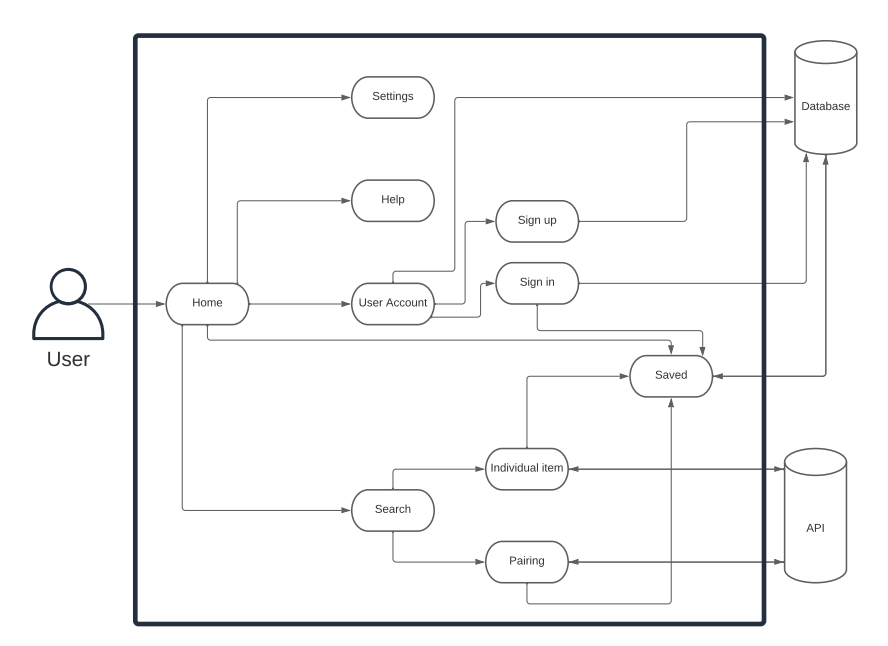 Settings
Database
Help
Sign up
Sign in
Home
User Account
User
Saved
Individual item
Search
API
Pairing